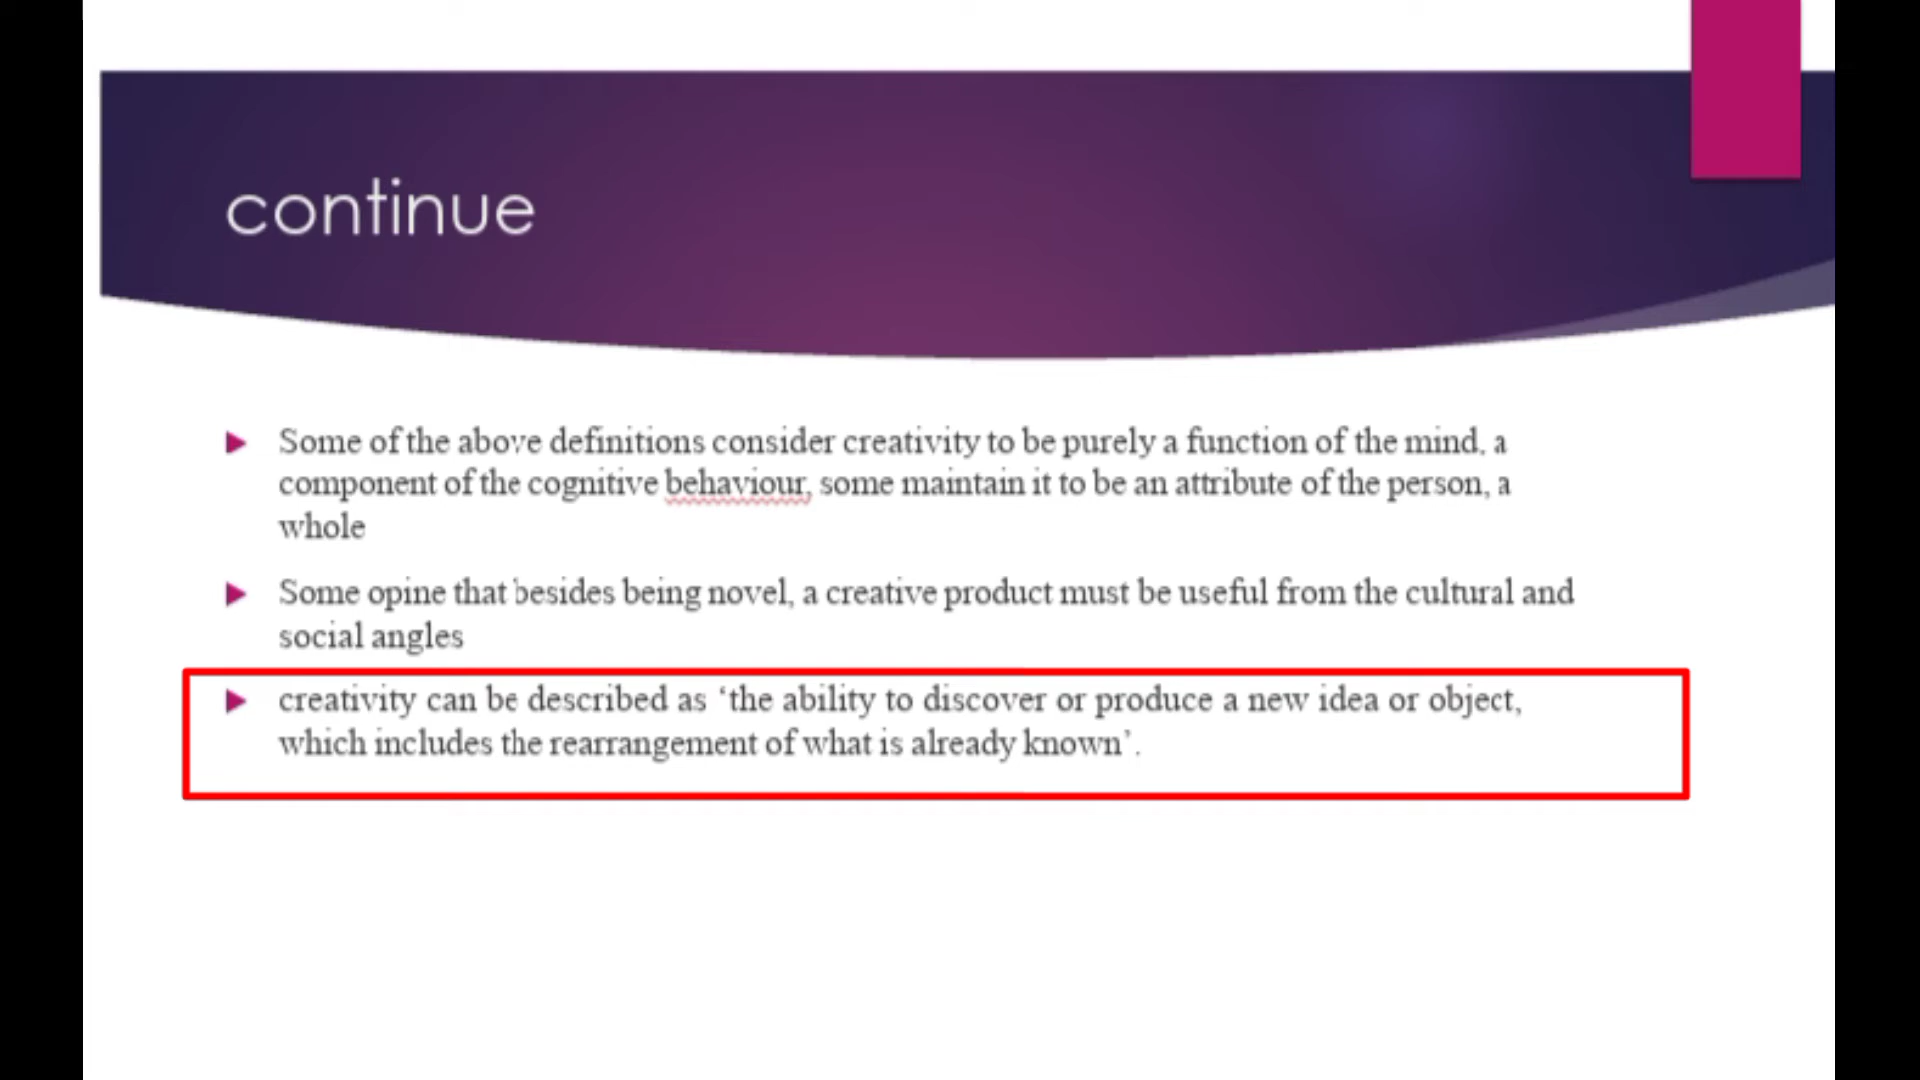 continue
Some of the above definitions consider creativity to be purely a function of the mind, a
component of the cognitive behaviour, some maintain it to be an attribute of the person, a
whole
Some opine that besides being novel, a creative product must be useful from the cultural and
social angles
creativity can be described as ‘the ability to discover or produce a new idea or object,
which includes the rearrangement of what is already known’.